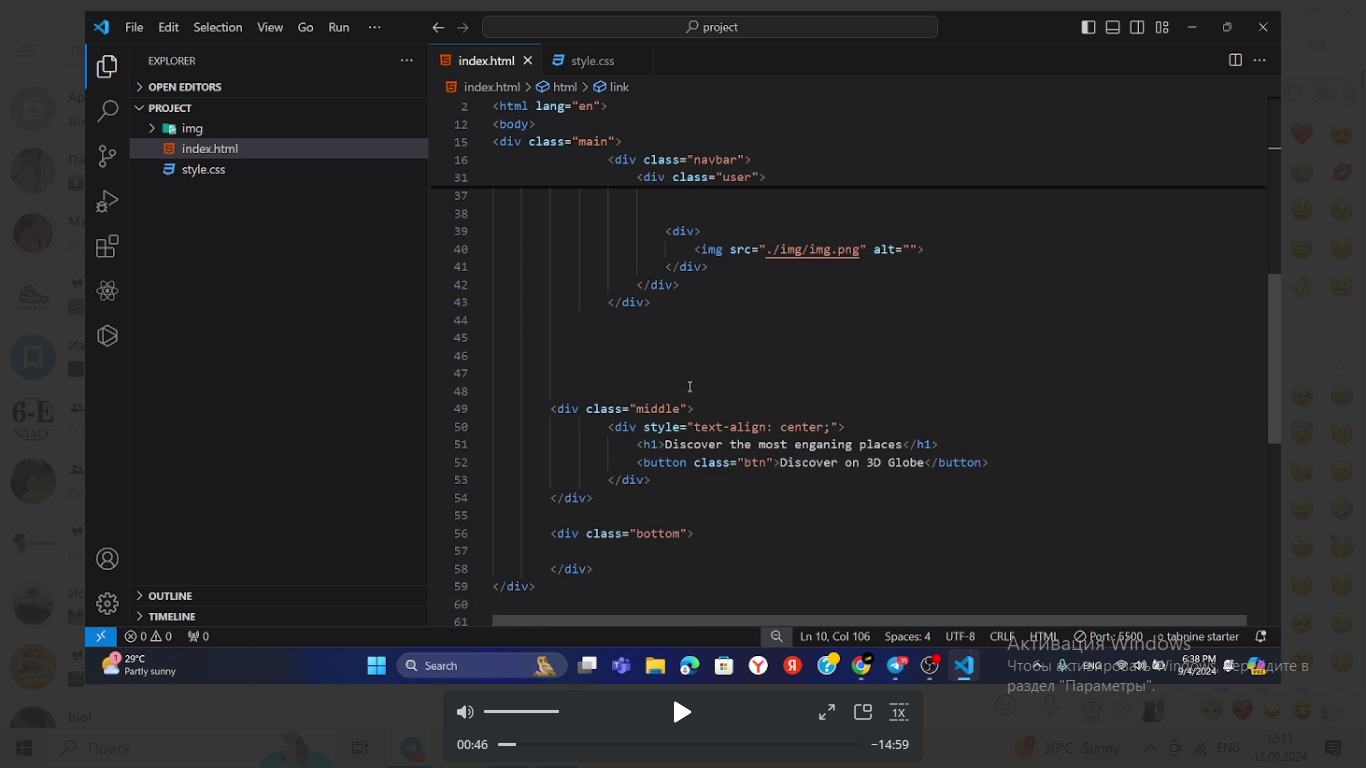 File Edit Selection View Go Run ···
project
EXPLORER ···
OPEN EDITORS
PROJECT
img
index.html
style.css
OUTLINE
TIMELINE
index.html
style.css
index.html > html > link
2 <html lang="en">
12 <body>
15 <div class="main">
16 <div class="navbar">
31 <div class="user">
37
38
39 <div>
40 <img src="./img/img.png" alt="">
41 </div>
42 </div>
43 </div>
44
45
46
47
48
49 <div class="middle">
50 <div style="text-align: center;">
51 <h1>Discover the most enganing places</h1>
52 <button class="btn">Discover on 3D Globe</button>
53 </div>
54 </div>
55
56 <div class="bottom">
57
58 </div>
59 </div>
60
61
0 0 0 Ln 10, Col 106 Spaces: 4 UTF-8 CRLF HTML Port: 5500 tabnine starter
Активация Windows
Чтобы активировать Windows, перейдите в
раздел "Параметры".
1 29°C
Partly sunny
Search
ENG
6:38 PM
9/4/2024
1X
00:46
-14:59
GIF
6-Е
КЛАСС
blol
Поиск
30°C Sunny
ENG
12:11
12.09.2024